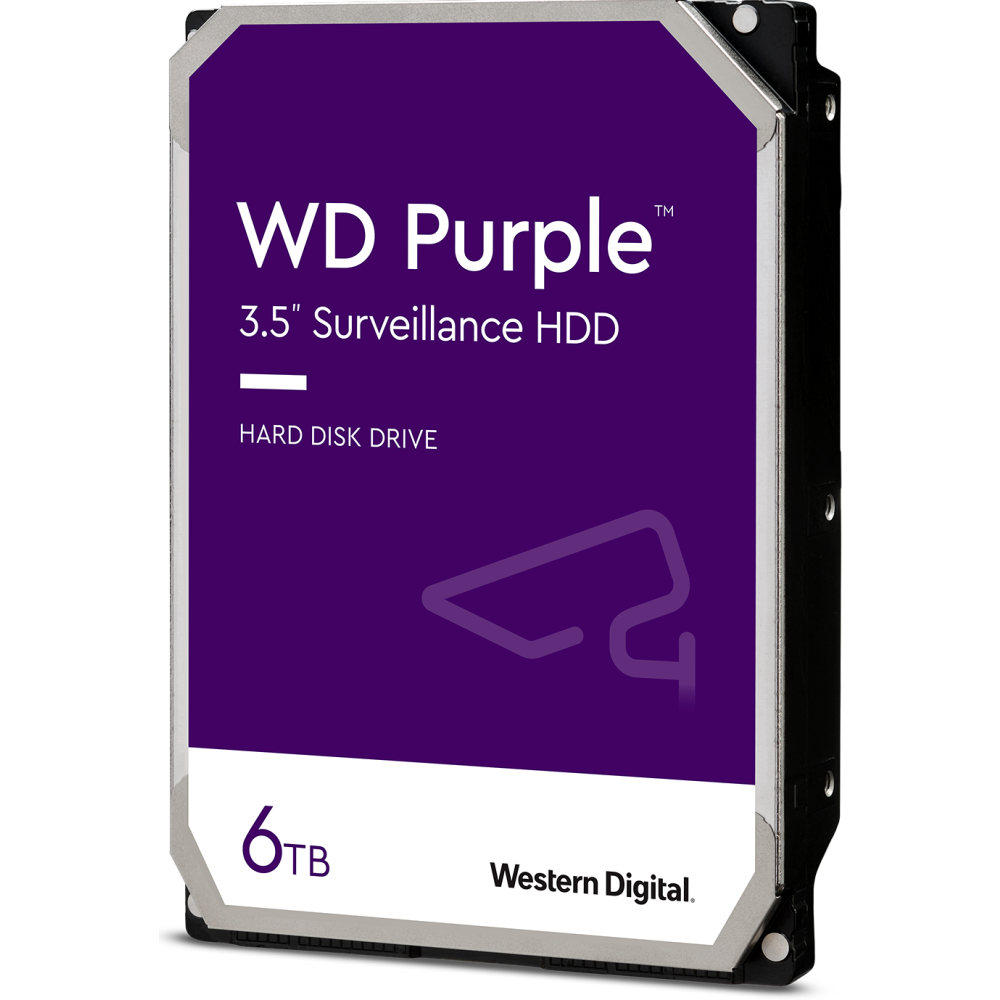 WD Purple™
3.5" Surveillance HDD
HARD DISK DRIVE
6TB
Western Digital®